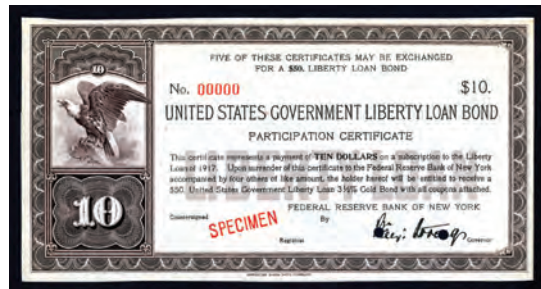 FIVE OF THESE CERTIFICATES MAY BE EXCHANGED
FOR A $50. LIBERTY LOAN BOND
10
No. 00000 $10.
UNITED STATES GOVERNMENT LIBERTY LOAN BOND
PARTICIPATION CERTIFICATE
This certificate represents a payment of TEN DOLLARS on a subscription to the Liberty
Loan of 1917. Upon surrender of this certificate to the Federal Reserve Bank of New York
accompanied by four others of like amount, the holder hereof will be entitled to receive a
$50. United States Government Liberty Loan 3½% Gold Bond with all coupons attached.
10
FEDERAL RESERVE BANK OF NEW YORK
Countersigned
SPECIMEN
By
Registrar
Governor
AMERICAN BANK NOTE COMPANY